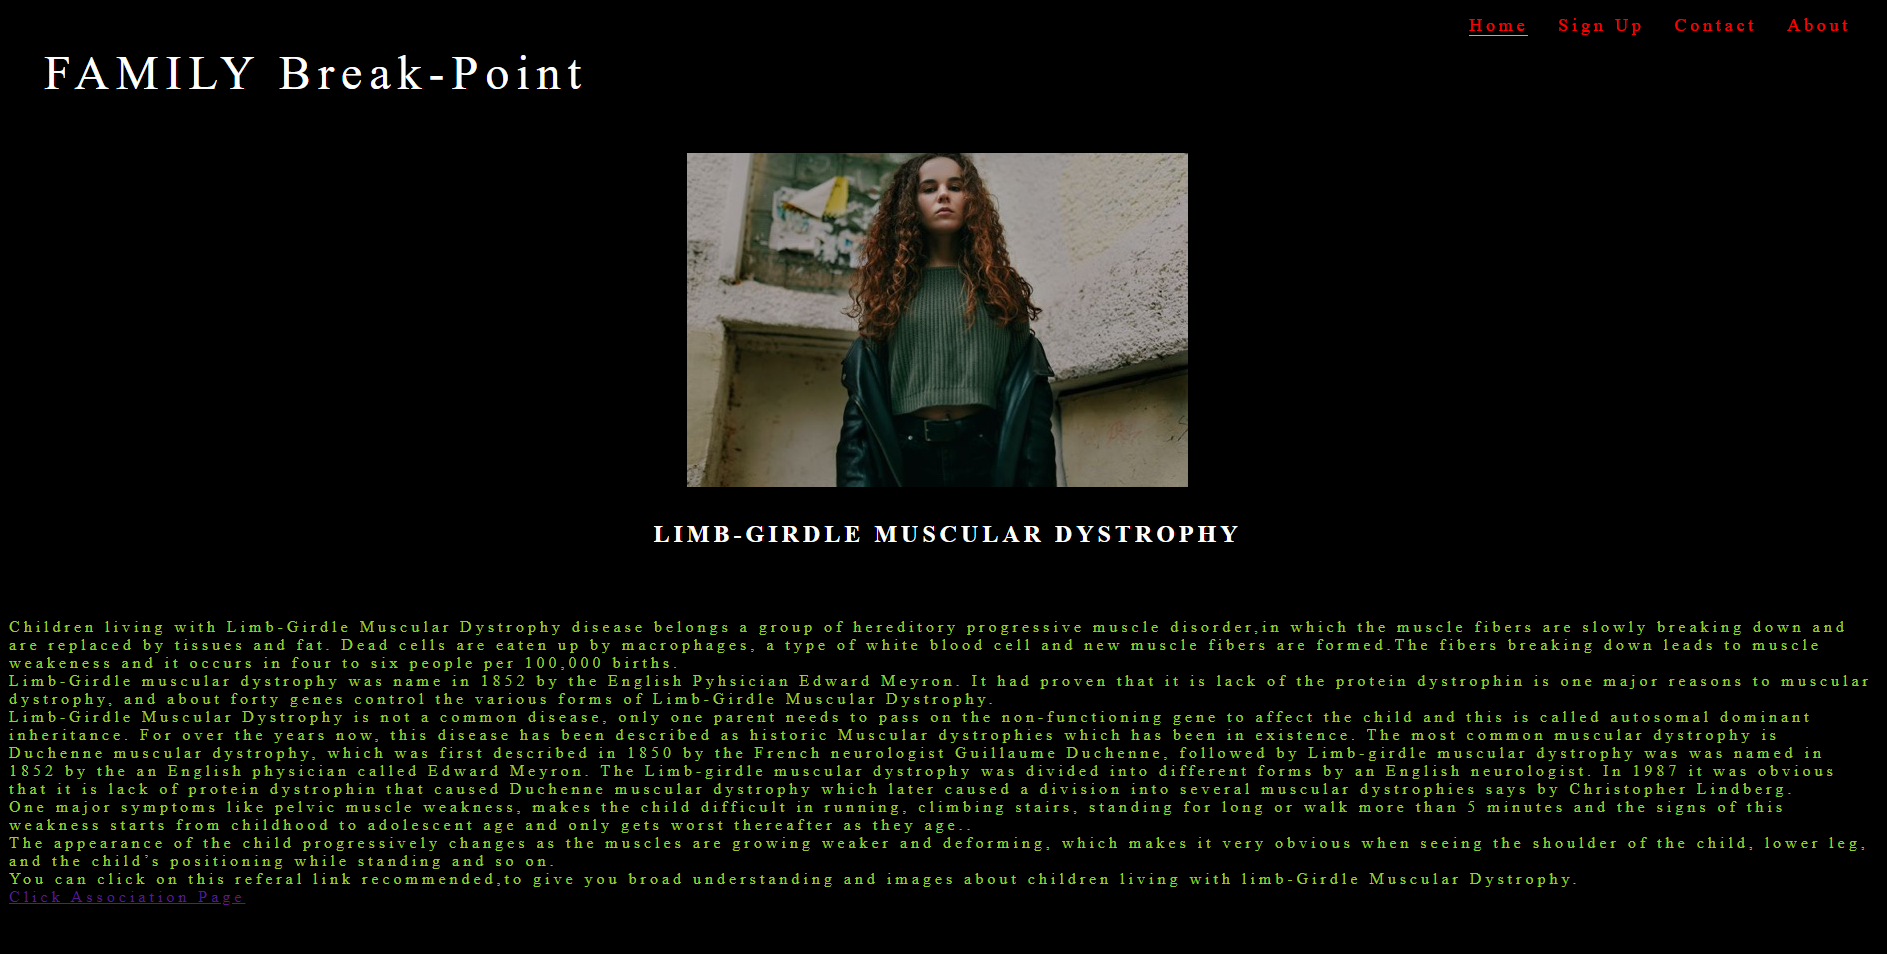 Home Sign Up Contact About
FAMILY Break-Point
LIMB-GIRDLE MUSCULAR DYSTROPHY
Children living with Limb-Girdle Muscular Dystrophy disease belongs a group of hereditory progressive muscle disorder,in which the muscle fibers are slowly breaking down and
are replaced by tissues and fat. Dead cells are eaten up by macrophages, a type of white blood cell and new muscle fibers are formed.The fibers breaking down leads to muscle
weakeness and it occurs in four to six people per 100,000 births.
Limb-Girdle muscular dystrophy was name in 1852 by the English Pyhsician Edward Meyron. It had proven that it is lack of the protein dystrophin is one major reasons to muscular
dystrophy, and about forty genes control the various forms of Limb-Girdle Muscular Dystrophy.
Limb-Girdle Muscular Dystrophy is not a common disease, only one parent needs to pass on the non-functioning gene to affect the child and this is called autosomal dominant
inheritance. For over the years now, this disease has been described as historic Muscular dystrophies which has been in existence. The most common muscular dystrophy is
Duchenne muscular dystrophy, which was first described in 1850 by the French neurologist Guillaume Duchenne, followed by Limb-girdle muscular dystrophy was was named in
1852 by the an English physician called Edward Meyron. The Limb-girdle muscular dystrophy was divided into different forms by an English neurologist. In 1987 it was obvious
that it is lack of protein dystrophin that caused Duchenne muscular dystrophy which later caused a division into several muscular dystrophies says by Christopher Lindberg.
One major symptoms like pelvic muscle weakness, makes the child difficult in running, climbing stairs, standing for long or walk more than 5 minutes and the signs of this
weakness starts from childhood to adolescent age and only gets worst thereafter as they age..
The appearance of the child progressively changes as the muscles are growing weaker and deforming, which makes it very obvious when seeing the shoulder of the child, lower leg,
and the child’s positioning while standing and so on.
You can click on this referal link recommended,to give you broad understanding and images about children living with limb-Girdle Muscular Dystrophy.
Click Association Page